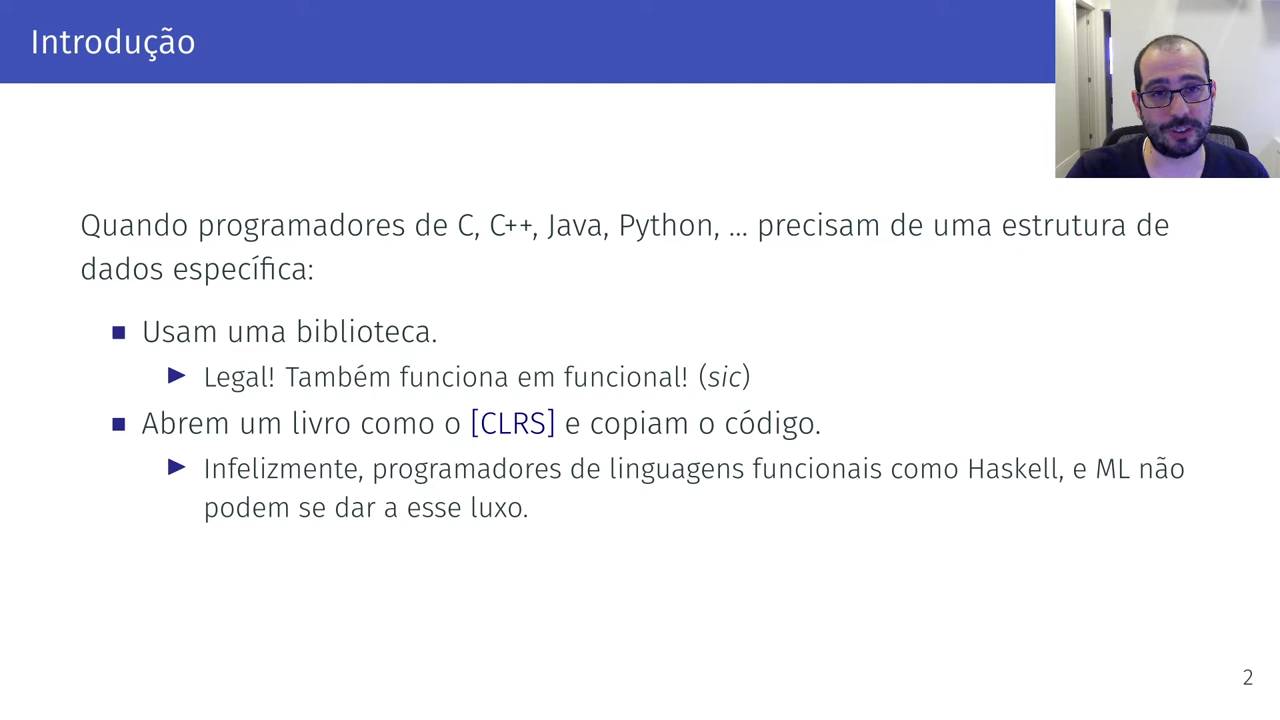 Introdução
Quando programadores de C, C++, Java, Python, ... precisam de uma estrutura de
dados específica:
■ Usam uma biblioteca.
▶ Legal! Também funciona em funcional! (sic)
■ Abrem um livro como o [CLRS] e copiam o código.
▶ Infelizmente, programadores de linguagens funcionais como Haskell, e ML não
podem se dar a esse luxo.
2